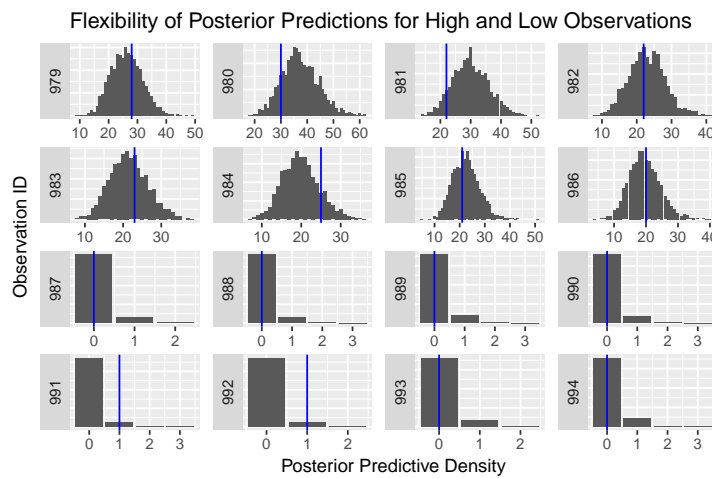 Flexibility of Posterior Predictions for High and Low Observations
979
980
981
982
10 20 30 40 50
20 30 40 50 60
20 30 40 50
10 20 30 40
983
984
985
986
10 20 30
10 20 30
10 20 30 40 50
10 20 30 40
Observation ID
987
988
989
990
0 1 2
0 1 2 3
0 1 2 3
0 1 2 3
991
992
993
994
0 1 2 3
0 1 2
0 1 2
0 1 2 3
Posterior Predictive Density